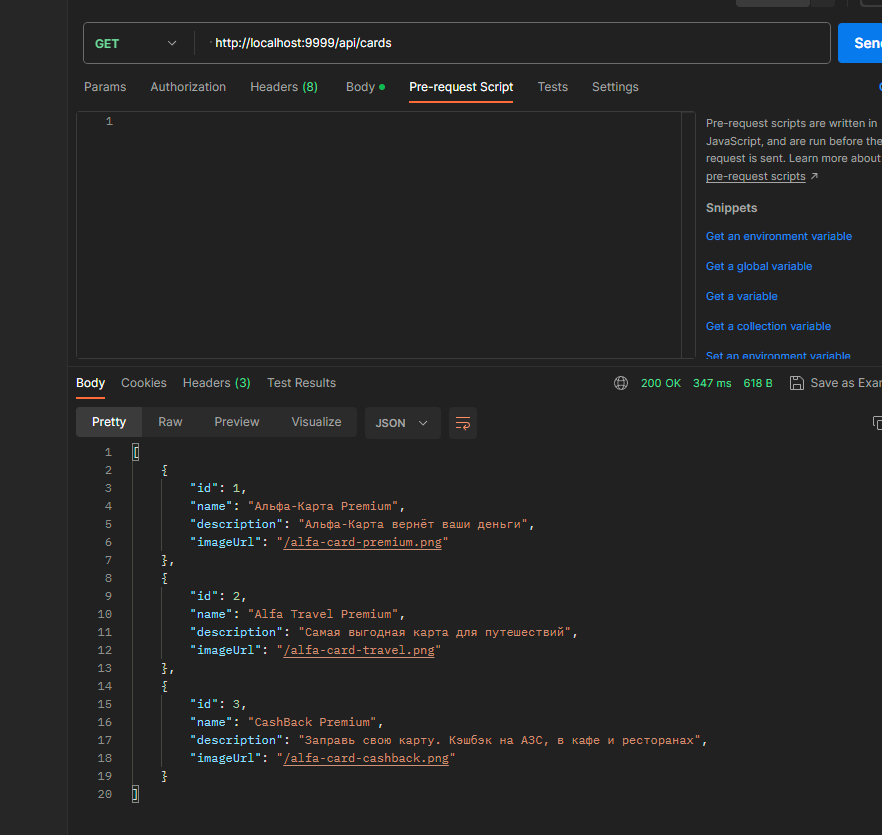 GET http://localhost:9999/api/cards Send
Params Authorization Headers (8) Body Pre-request Script Tests Settings
1
Pre-request scripts are written in
JavaScript, and are run before the
request is sent. Learn more about
pre-request scripts ↗
Snippets
Get an environment variable
Get a global variable
Get a variable
Get a collection variable
Set an environment variable
Body Cookies Headers (3) Test Results 200 OK 347 ms 618 B Save as Exam
Pretty Raw Preview Visualize JSON
1 [
2 {
3 "id": 1,
4 "name": "Альфа-Карта Premium",
5 "description": "Альфа-Карта вернёт ваши деньги",
6 "imageUrl": "/alfa-card-premium.png"
7 },
8 {
9 "id": 2,
10 "name": "Alfa Travel Premium",
11 "description": "Самая выгодная карта для путешествий",
12 "imageUrl": "/alfa-card-travel.png"
13 },
14 {
15 "id": 3,
16 "name": "CashBack Premium",
17 "description": "Заправь свою карту. Кэшбэк на АЗС, в кафе и ресторанах",
18 "imageUrl": "/alfa-card-cashback.png"
19 }
20 ]